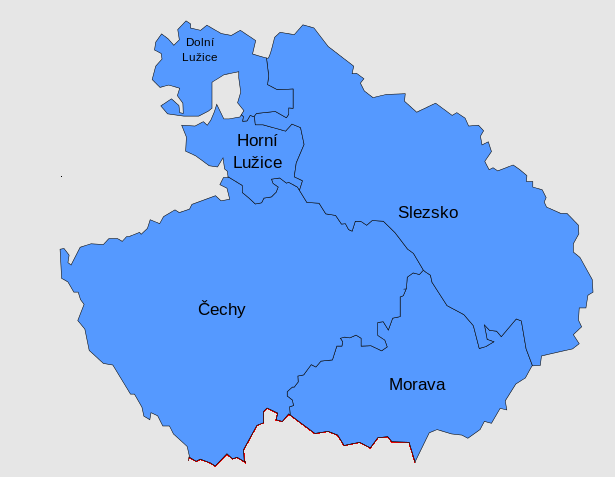 Dolní
Lužice
Horní
Lužice
Slezsko
Čechy
Morava